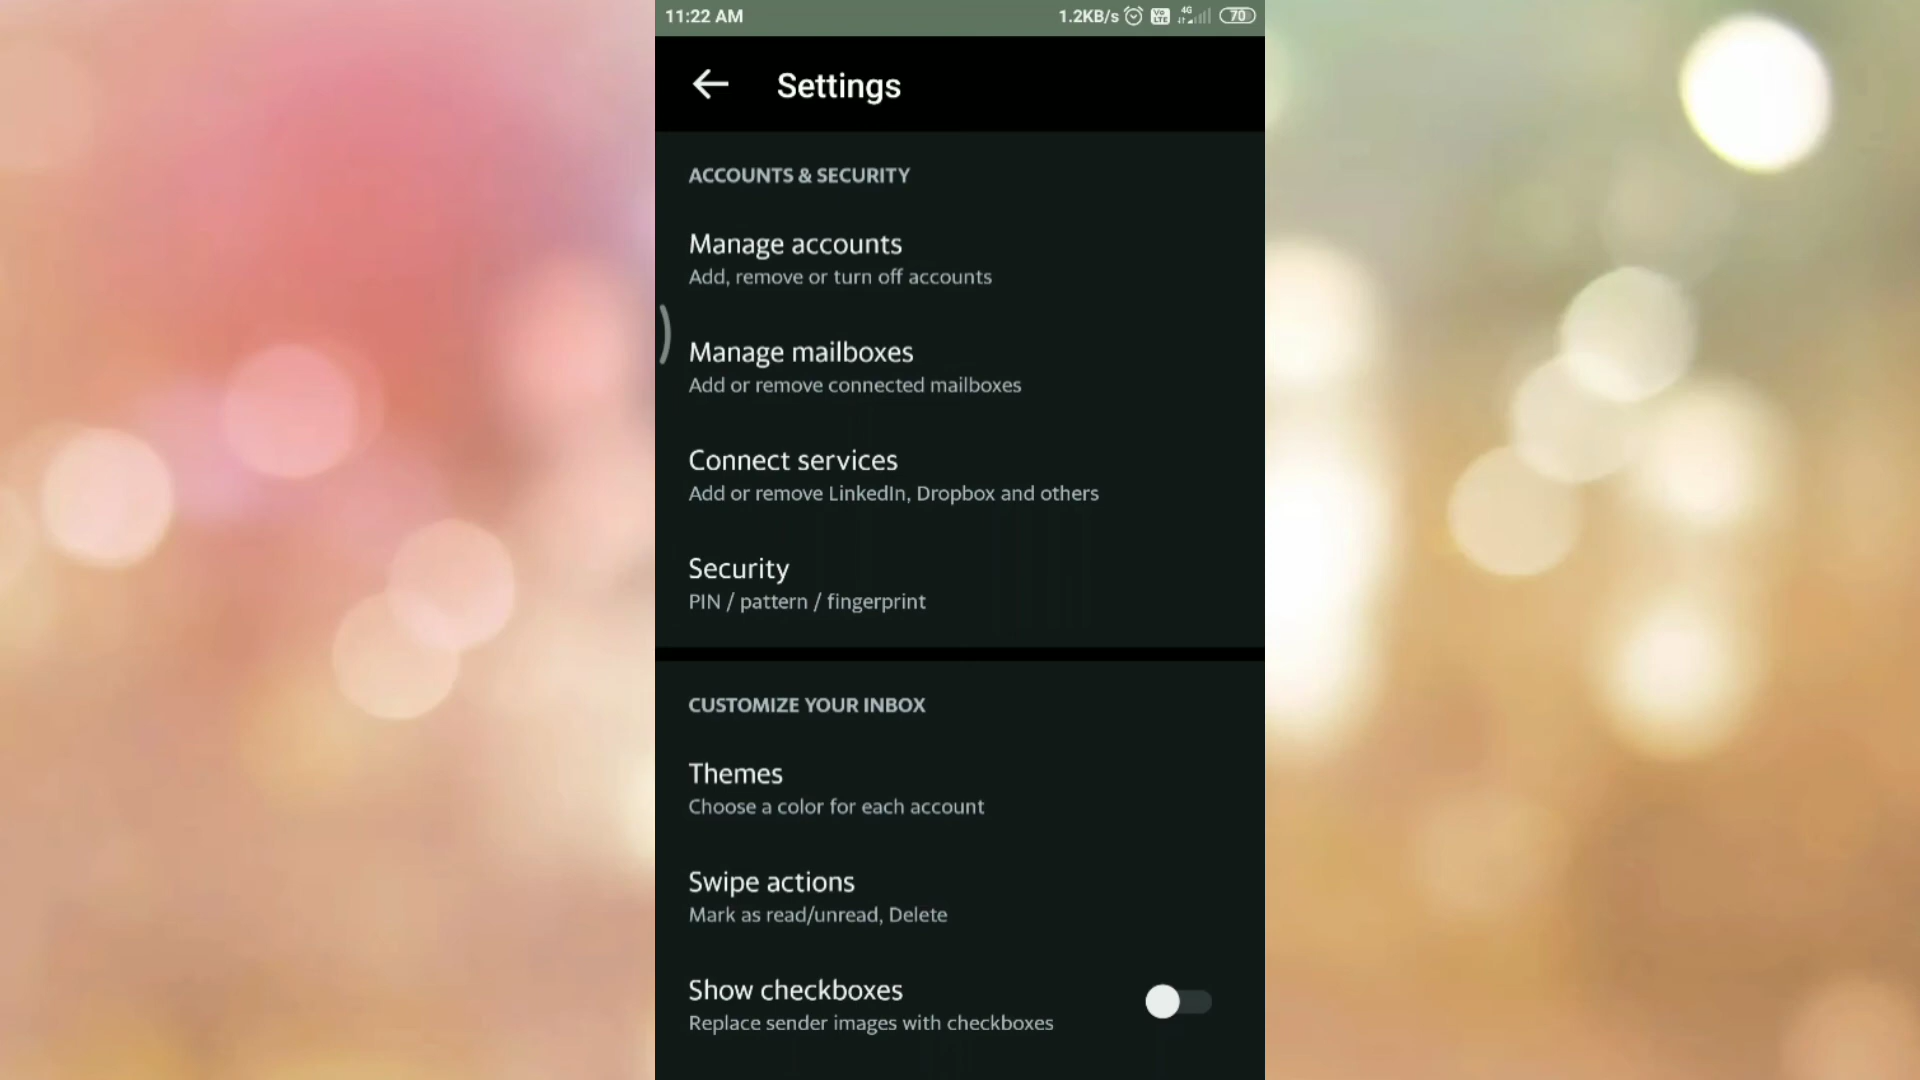 11:22 AM 1.2KB/s Vo LTE 4G 70
Settings
ACCOUNTS & SECURITY
Manage accounts
Add, remove or turn off accounts
Manage mailboxes
Add or remove connected mailboxes
Connect services
Add or remove LinkedIn, Dropbox and others
Security
PIN / pattern / fingerprint
CUSTOMIZE YOUR INBOX
Themes
Choose a color for each account
Swipe actions
Mark as read/unread, Delete
Show checkboxes
Replace sender images with checkboxes